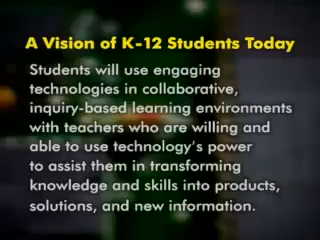 A Vision of K-12 Students Today
Students will use engaging
technologies in collaborative,
inquiry-based learning environments
with teachers who are willing and
able to use technology's power
to assist them in transforming
knowledge and skills into products,
solutions, and new information.